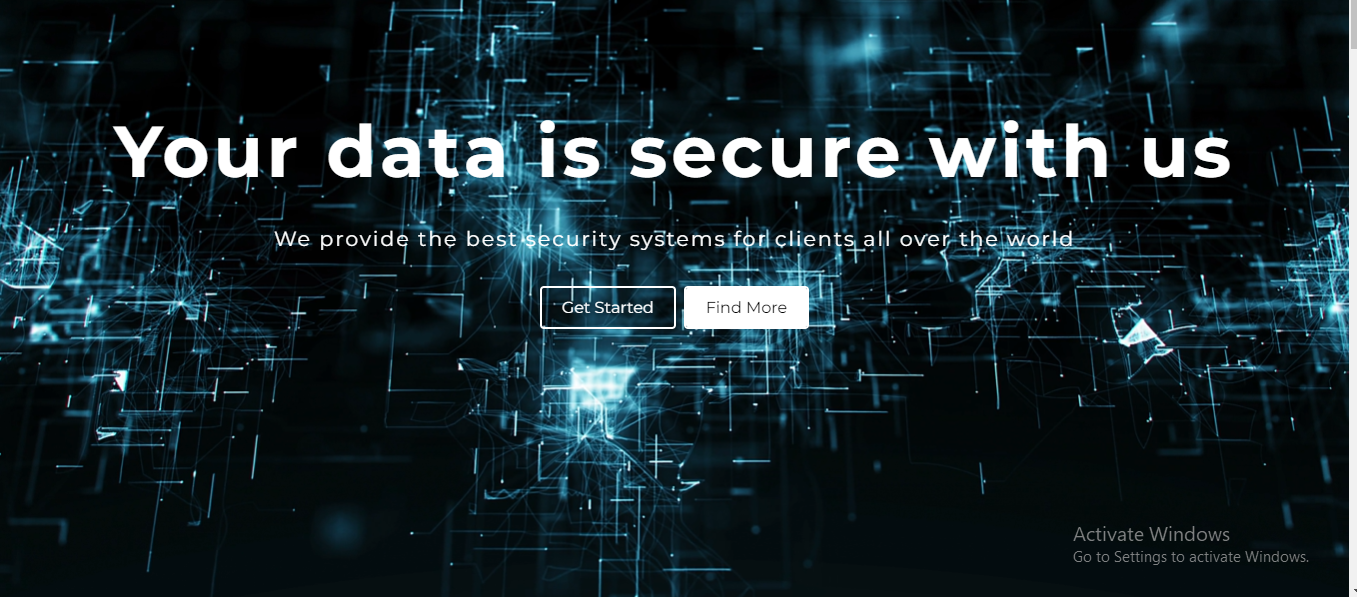 Your data is secure with us
We provide the best security systems for clients all over the world
Get Started
Find More
Activate Windows
Go to Settings to activate Windows.